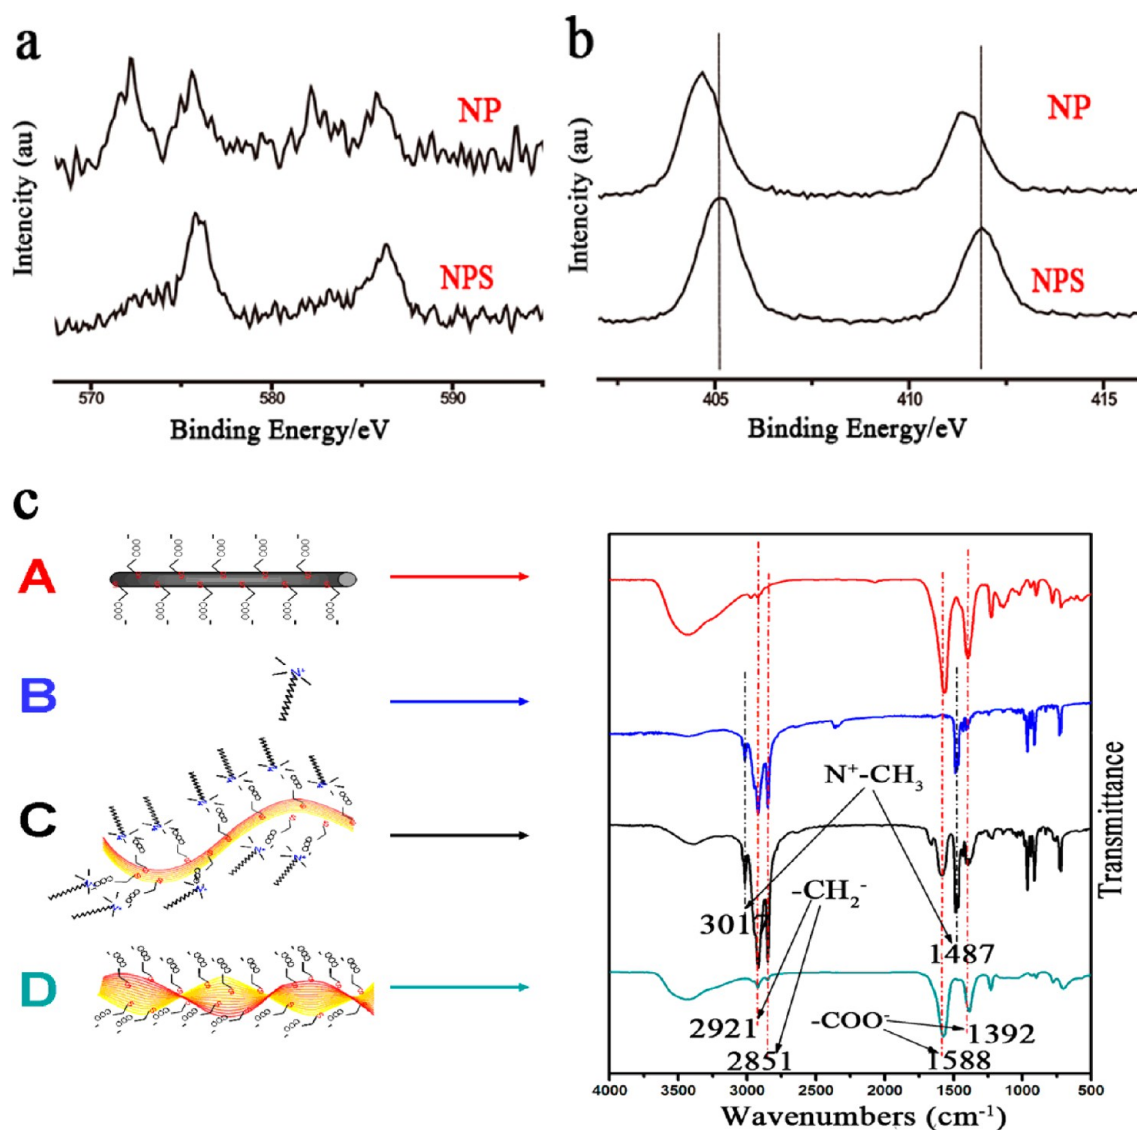 a
Intencity (au)
NP
NPS
570 580 590
Binding Energy/eV
b
Intencity (au)
NP
NPS
405 410 415
Binding Energy/eV
c
A
B
C
D
N⁺-CH₃
3017
-CH₂⁻
1487
2921
2851
-COO⁻
1392
1588
Transmittance
4000 3500 3000 2500 2000 1500 1000 500
Wavenumbers (cm⁻¹)